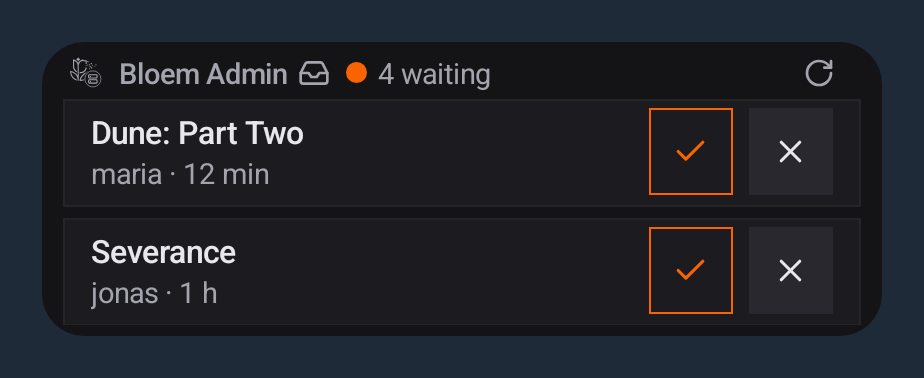 Bloem Admin 4 waiting
Dune: Part Two
maria · 12 min
Severance
jonas · 1 h